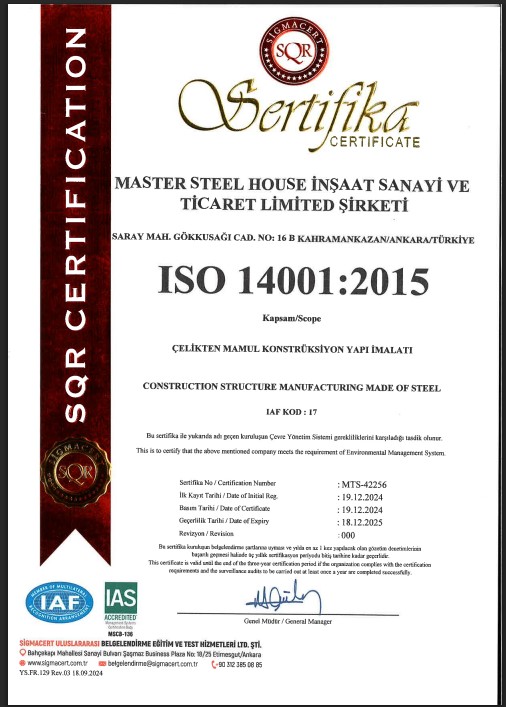 SIGMACERT
SQR
Sertifika
CERTIFICATE
SQR CERTIFICATION
MASTER STEEL HOUSE İNŞAAT SANAYİ VE
TİCARET LİMİTED ŞİRKETİ
SARAY MAH. GÖKKUSAĞI CAD. NO: 16 B KAHRAMANKAZAN/ANKARA/TÜRKİYE
ISO 14001:2015
Kapsam/Scope
ÇELİKTEN MAMUL KONSTRÜKSİYON YAPI İMALATI
CONSTRUCTION STRUCTURE MANUFACTURING MADE OF STEEL
IAF KOD : 17
Bu sertifika ile yukarıda adı geçen kuruluşun Çevre Yönetim Sistemi gerekliliklerini karşıladığı tasdik olunur.
This is to certify that the above mentioned company meets the requirement of Environmental Management System.
SIGMACERT
SQR
Sertifika No / Certification Number : MTS-42256
İlk Kayıt Tarihi / Date of Initial Reg. : 19.12.2024
Basım Tarihi / Date of Certificate : 19.12.2024
Geçerlilik Tarihi / Date of Expiry : 18.12.2025
Revizyon / Revision : 000
Bu sertifika kuruluşun belgelendirme şartlarına uyması ve yılda en az 1 kez yapılacak olan gözetim denetimlerinin
başarılı geçmesi halinde üç yıllık sertifikasyon periyodu bitiş tarihine kadar geçerlidir.
This certificate is valid until the end of the three-year certification period if the organization complies with the certification
requirements and the surveillance audits to be carried out at least once a year are completed successfully.
MEMBER OF MULTILATERAL
IAF
RECOGNITION ARRANGEMENT
IAS
ACCREDITED
Management Systems
Certification Body
MSCB-130
Genel Müdür / General Manager
SİGMACERT ULUSLARARASI BELGELENDİRME EĞİTİM VE TEST HİZMETLERİ LTD. ŞTİ.
Bahçekapı Mahallesi Sanayi Bulvarı Şaşmaz Business Plaza No: 18/25 Etimesgut/Ankara
www.sigmacert.com.tr belgelendirme@sigmacert.com.tr +90 312 385 08 85
YS.FR.129 Rev.03 18.09.2024